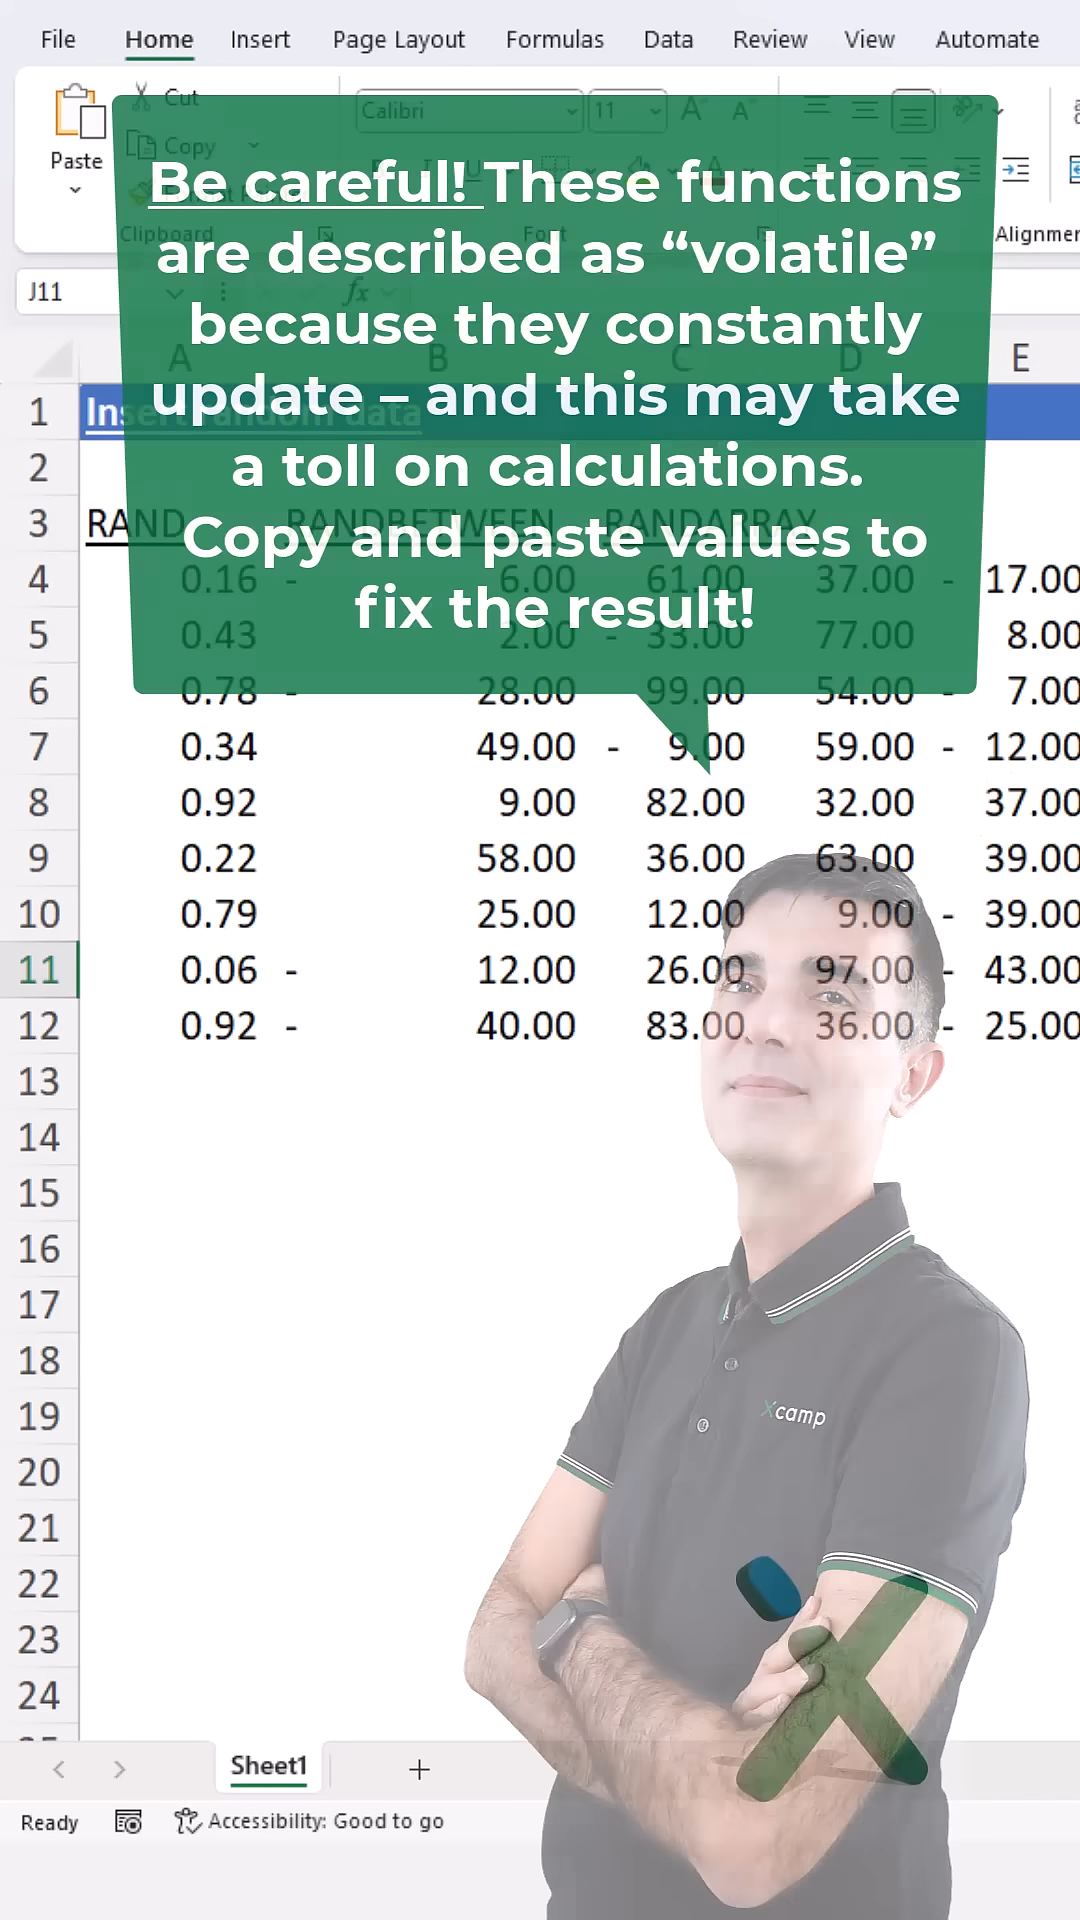 File Home Insert Page Layout Formulas Data Review View Automate
Cut
Calibri 11
Copy
Paste
Be careful! These functions
are described as “volatile”
because they constantly
update – and this may take
a toll on calculations.
Copy and paste values to
fix the result!
Clipboard Font Alignmen
J11 fx
A B C D E
1 Insert random data
2
3 RAND RANDBETWEEN RANDARRAY
4 0.16 - 6.00 61.00 37.00 - 17.00
5 0.43 2.00 - 33.00 77.00 8.00
6 0.78 - 28.00 99.00 54.00 - 7.00
7 0.34 49.00 - 9.00 59.00 - 12.00
8 0.92 9.00 82.00 32.00 37.00
9 0.22 58.00 36.00 63.00 39.00
10 0.79 25.00 12.00 9.00 - 39.00
11 0.06 - 12.00 26.00 97.00 - 43.00
12 0.92 - 40.00 83.00 36.00 - 25.00
13
14
15
16
17
18
19
Xcamp
20
21
22
23
24
Sheet1
Ready Accessibility: Good to go